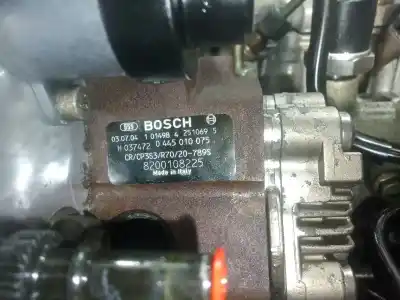 BOSCH
03.07.04 1 01498 4 251069 5
H 037472 0 445 010 075
CR/CP3S3/R70/20-789S
8200108225
Made in Italy